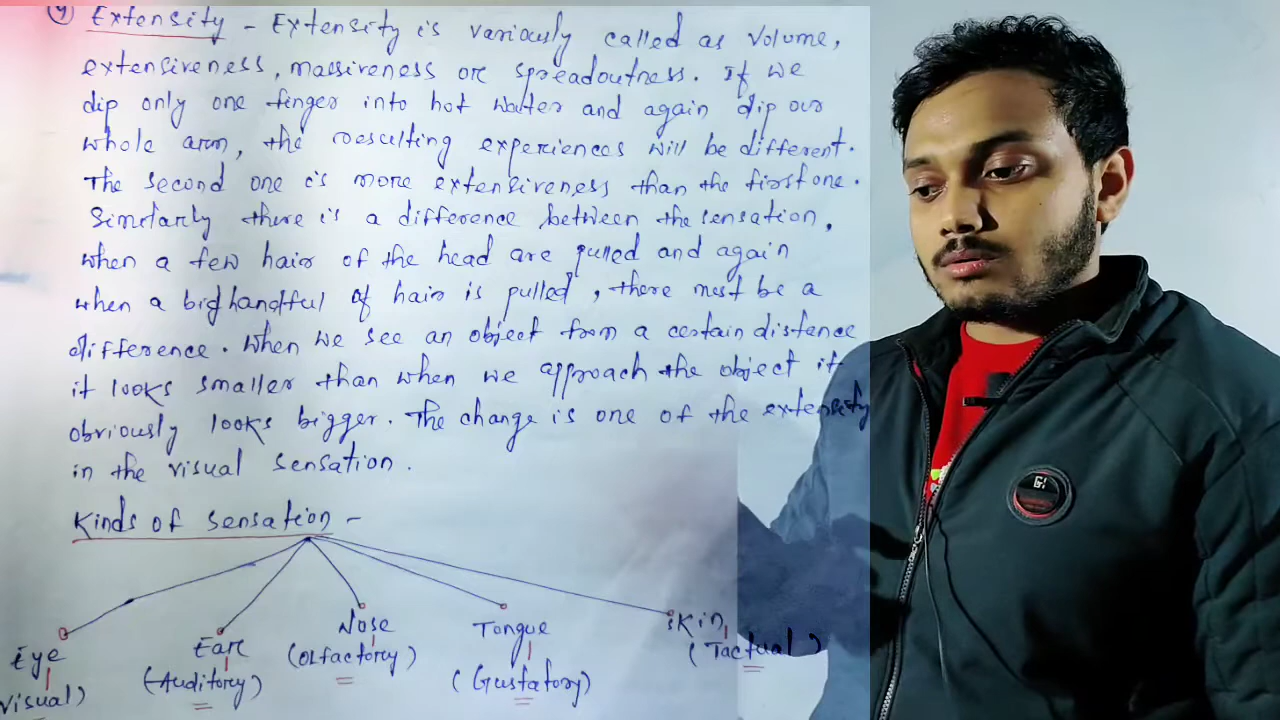 ④ Extensity - Extensity is variously called as volume,
extensiveness, massiveness or spreadoutness. If we
dip only one finger into hot water and again dip our
whole arm, the resulting experiences will be different.
The second one is more extensiveness than the first one.
Similarly there is a difference between the sensation,
when a few hair of the head are pulled and again
when a big handful of hair is pulled, there must be a
difference. When we see an object from a certain distance
it looks smaller than when we approach the object it
obviously looks bigger. The change is one of the extensity
in the visual sensation.
Kinds of sensation -
Eye Ear Nose Tongue Skin
(visual) (Auditory) (Olfactory) (Gustatory) (Tactual)